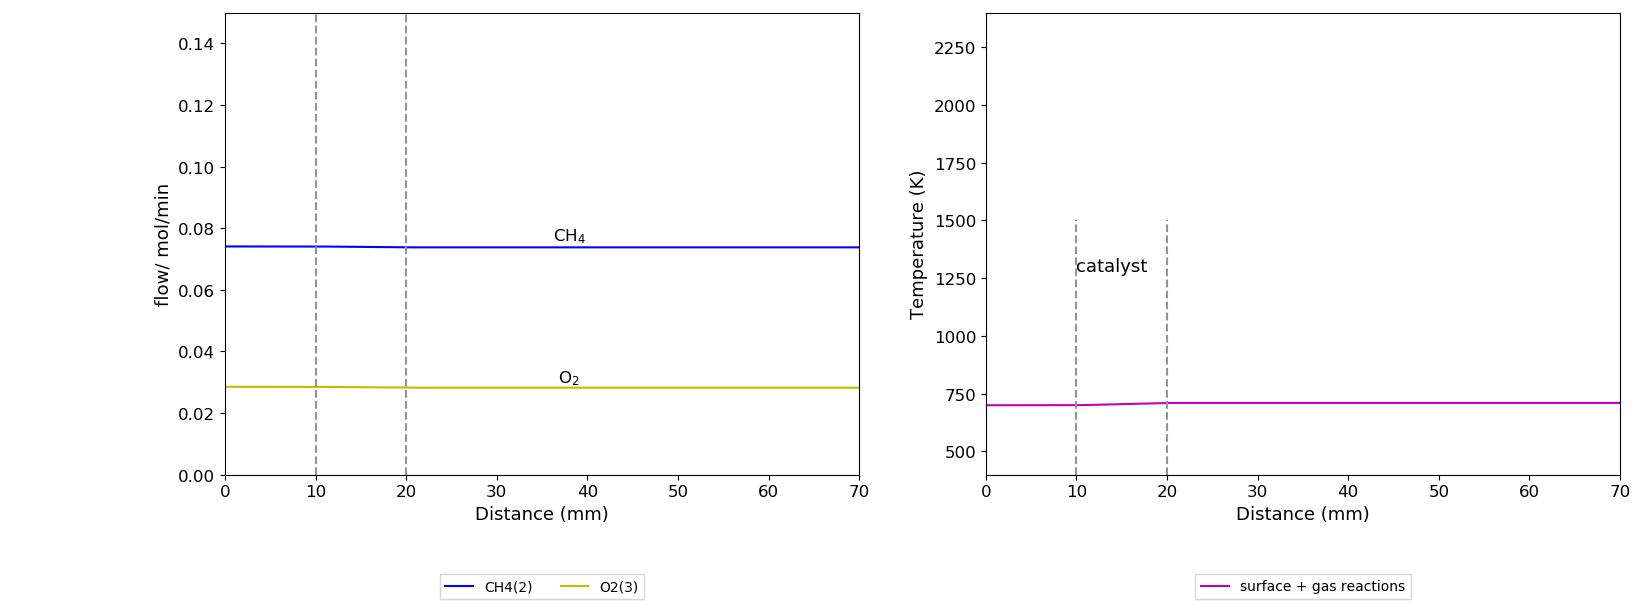 0.14
0.12
0.10
0.08
0.06
0.04
0.02
0.00
flow/ mol/min
CH₄
O₂
0 10 20 30 40 50 60 70
Distance (mm)
CH4(2) O2(3)
2250
2000
1750
1500
1250
1000
750
500
Temperature (K)
catalyst
0 10 20 30 40 50 60 70
Distance (mm)
surface + gas reactions